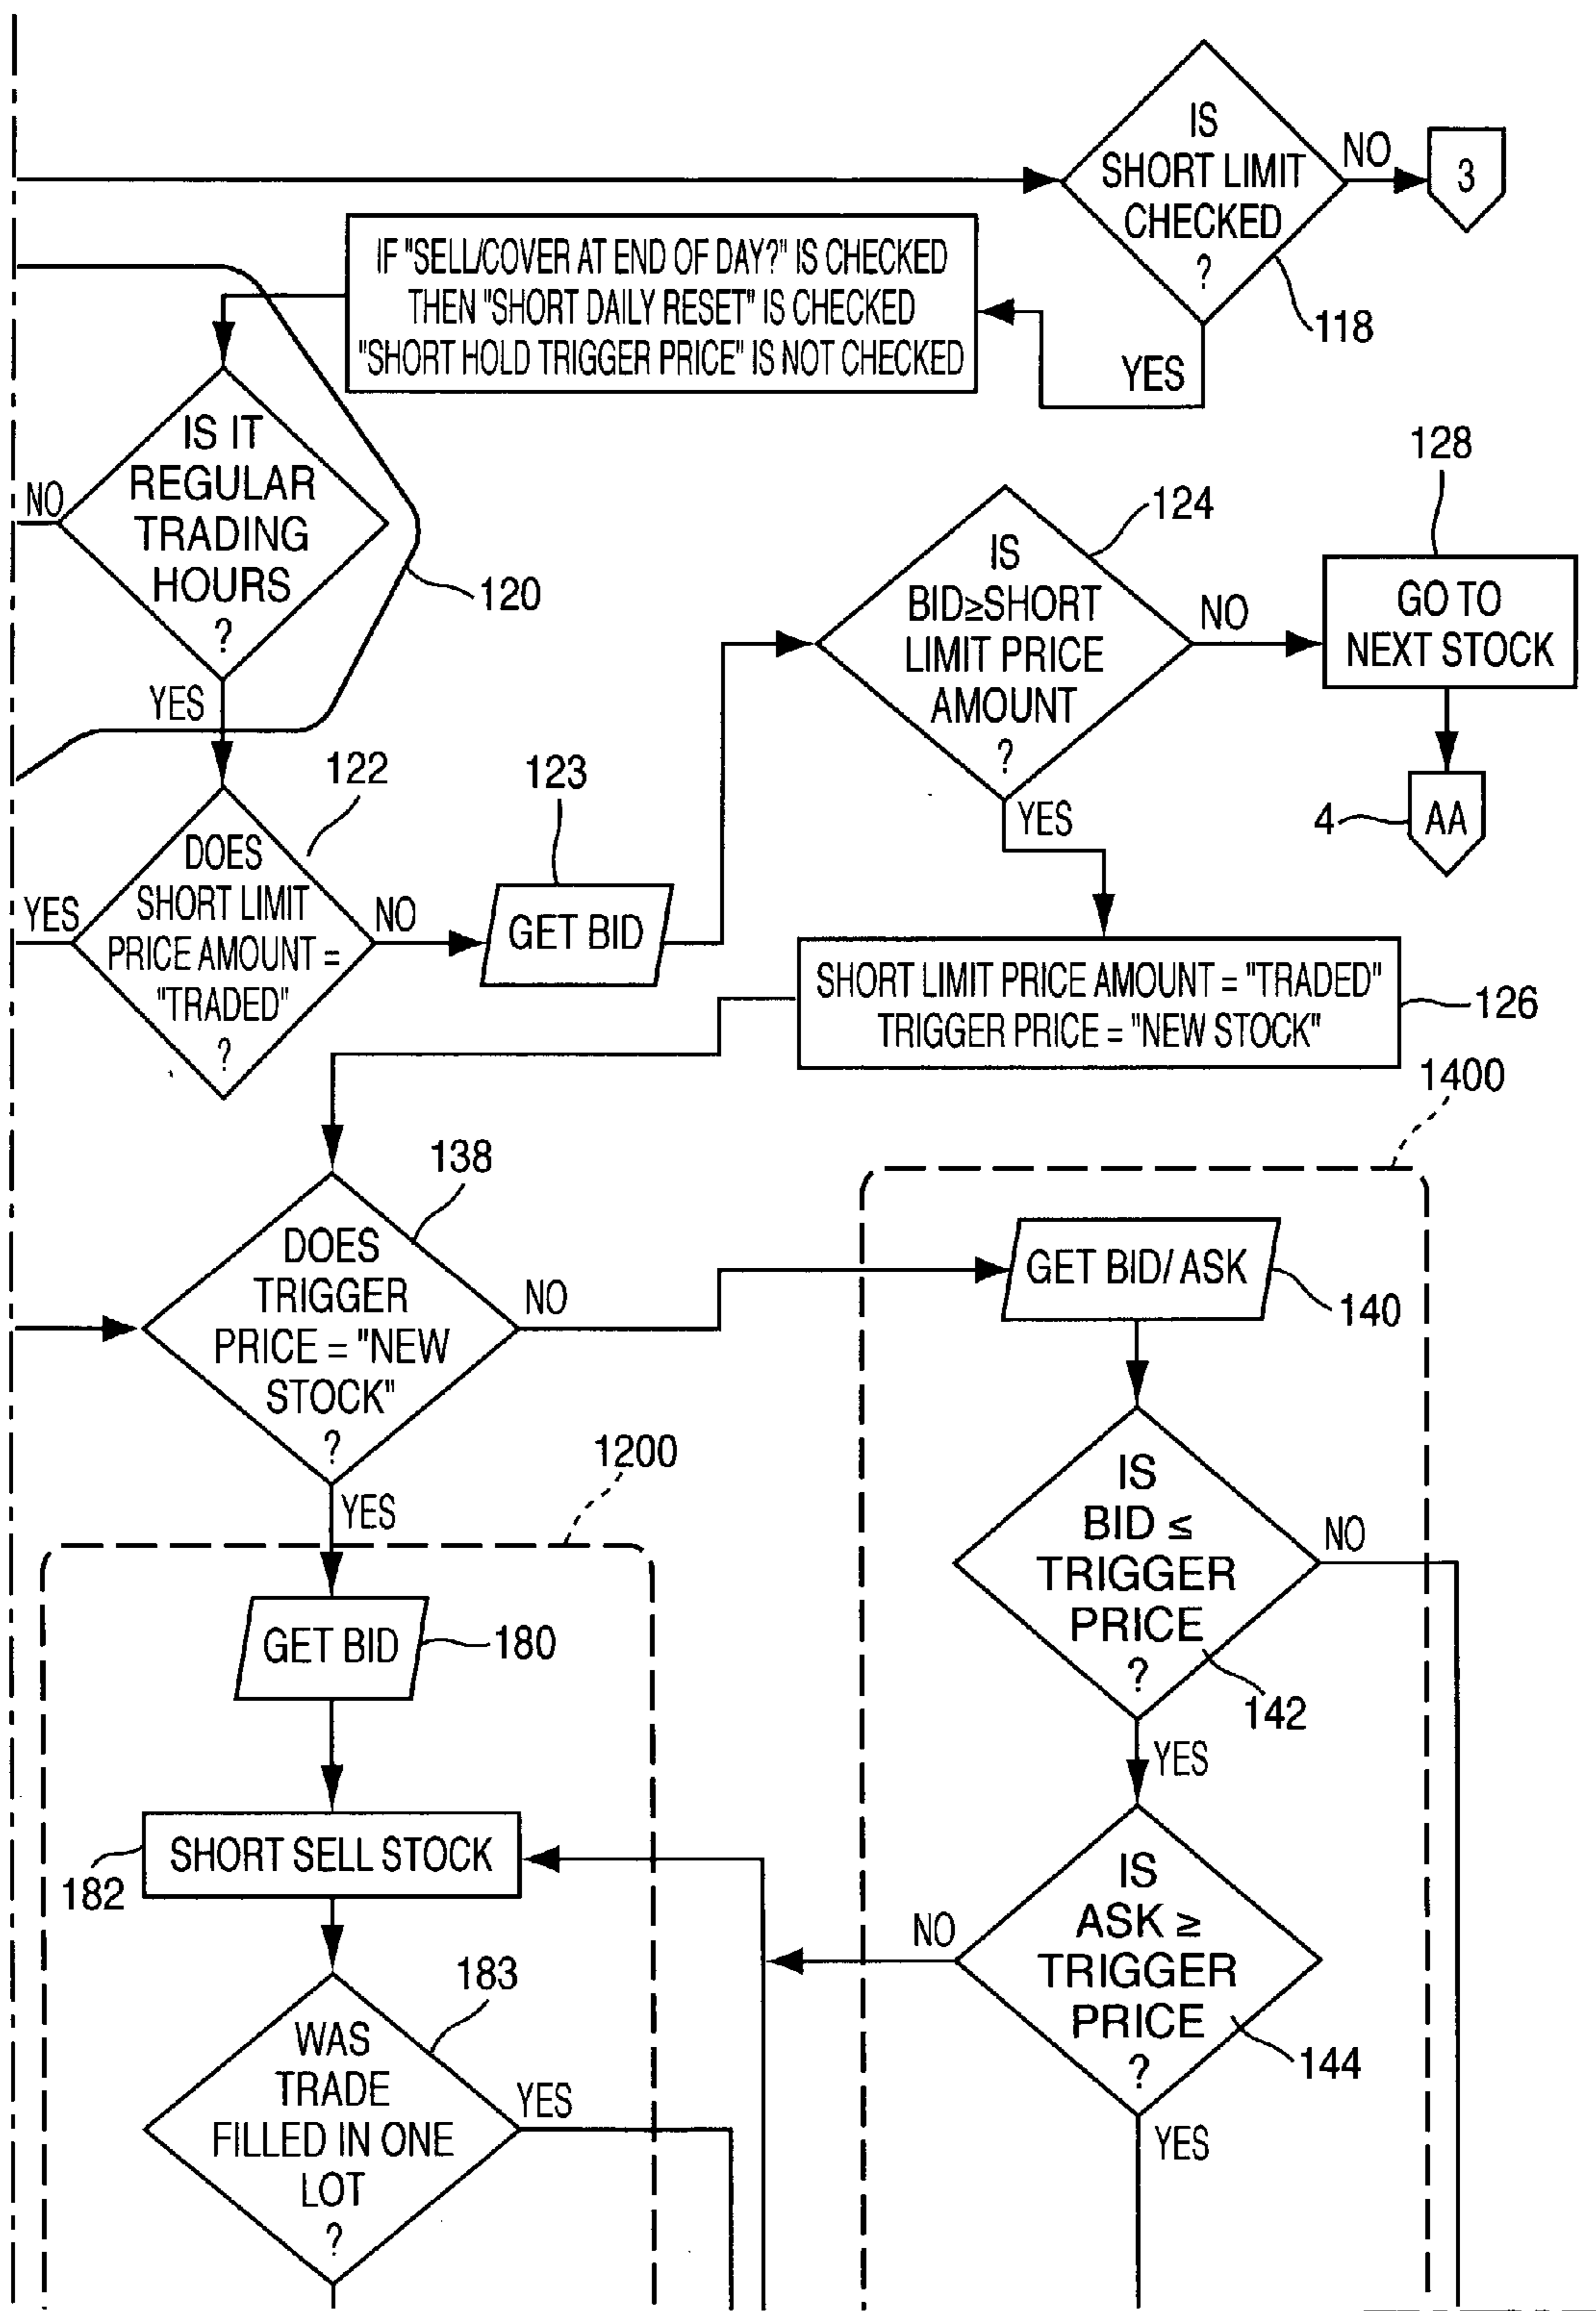 IS
SHORT LIMIT
CHECKED
?
NO
3
118
YES
IF "SELL/COVER AT END OF DAY?" IS CHECKED
THEN "SHORT DAILY RESET" IS CHECKED
"SHORT HOLD TRIGGER PRICE" IS NOT CHECKED
IS IT
REGULAR
TRADING
HOURS
?
NO
120
YES
124
IS
BID≥SHORT
LIMIT PRICE
AMOUNT
?
NO
128
GO TO
NEXT STOCK
4
AA
YES
122
DOES
SHORT LIMIT
PRICE AMOUNT =
"TRADED"
?
YES
NO
123
GET BID
SHORT LIMIT PRICE AMOUNT = "TRADED"
TRIGGER PRICE = "NEW STOCK"
126
1400
138
DOES
TRIGGER
PRICE = "NEW
STOCK"
?
NO
GET BID/ ASK
140
YES
1200
IS
BID ≤
TRIGGER
PRICE
?
NO
142
YES
GET BID
180
SHORT SELL STOCK
182
IS
ASK ≥
TRIGGER
PRICE
?
NO
144
YES
183
WAS
TRADE
FILLED IN ONE
LOT
?
YES